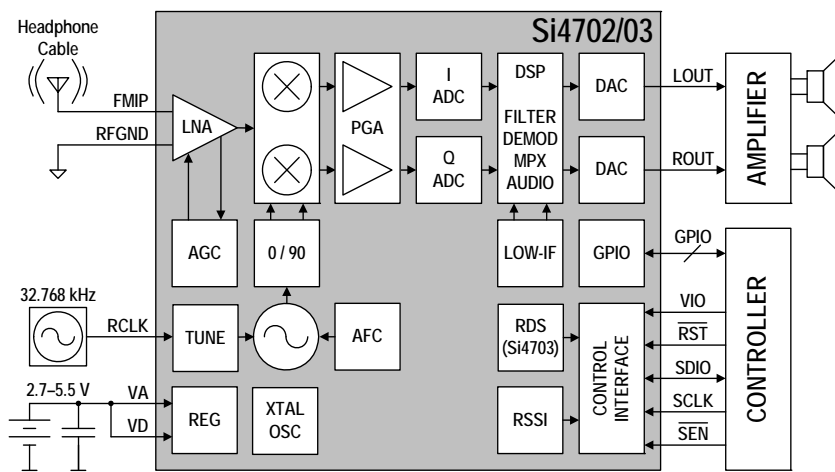 Headphone
Cable
Si4702/03
FMIP
RFGND
LNA
PGA
I
ADC
Q
ADC
DSP
FILTER
DEMOD
MPX
AUDIO
DAC
DAC
LOUT
ROUT
AMPLIFIER
AGC
0 / 90
LOW-IF
GPIO
GPIO
32.768 kHz
RCLK
TUNE
AFC
RDS
(Si4703)
CONTROL
INTERFACE
VIO
RST
SDIO
SCLK
SEN
CONTROLLER
2.7–5.5 V
VA
VD
REG
XTAL
OSC
RSSI